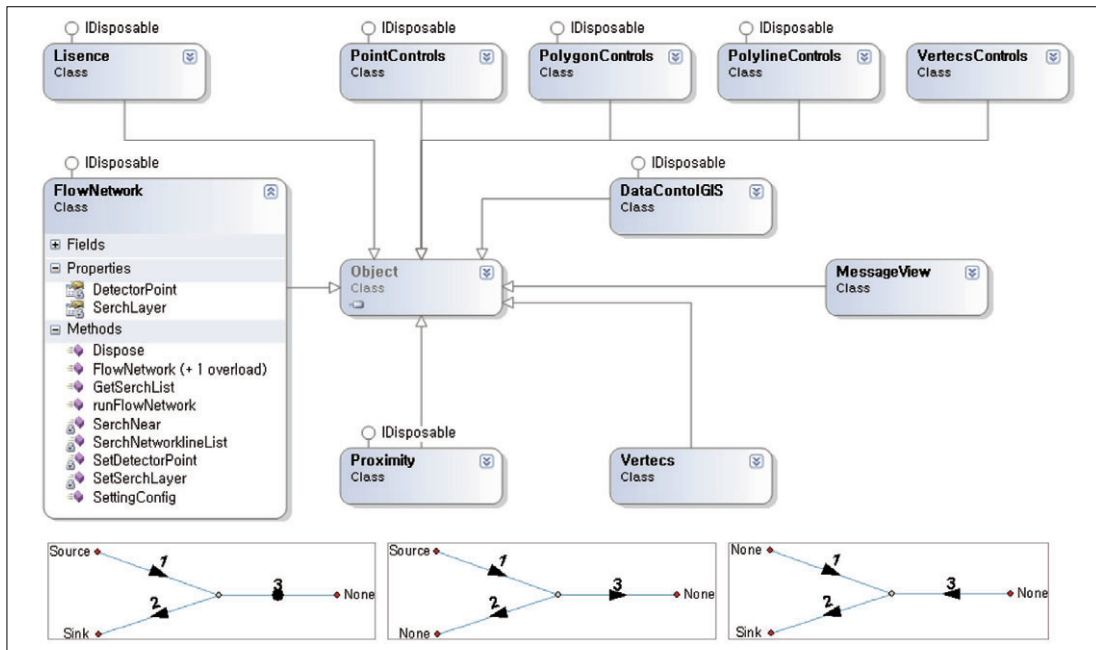 IDisposable
Lisence
Class
IDisposable
PointControls
Class
IDisposable
PolygonControls
Class
IDisposable
PolylineControls
Class
VertecsControls
Class
IDisposable
FlowNetwork
Class
Fields
Properties
DetectorPoint
SerchLayer
Methods
Dispose
FlowNetwork (+ 1 overload)
GetSerchList
runFlowNetwork
SerchNear
SerchNetworklineList
SetDetectorPoint
SetSerchLayer
SettingConfig
IDisposable
DataContolGIS
Class
Object
Class
MessageView
Class
IDisposable
Proximity
Class
Vertecs
Class
Source
1
2
3
None
Sink
Source
1
2
3
None
None
None
1
2
3
None
Sink